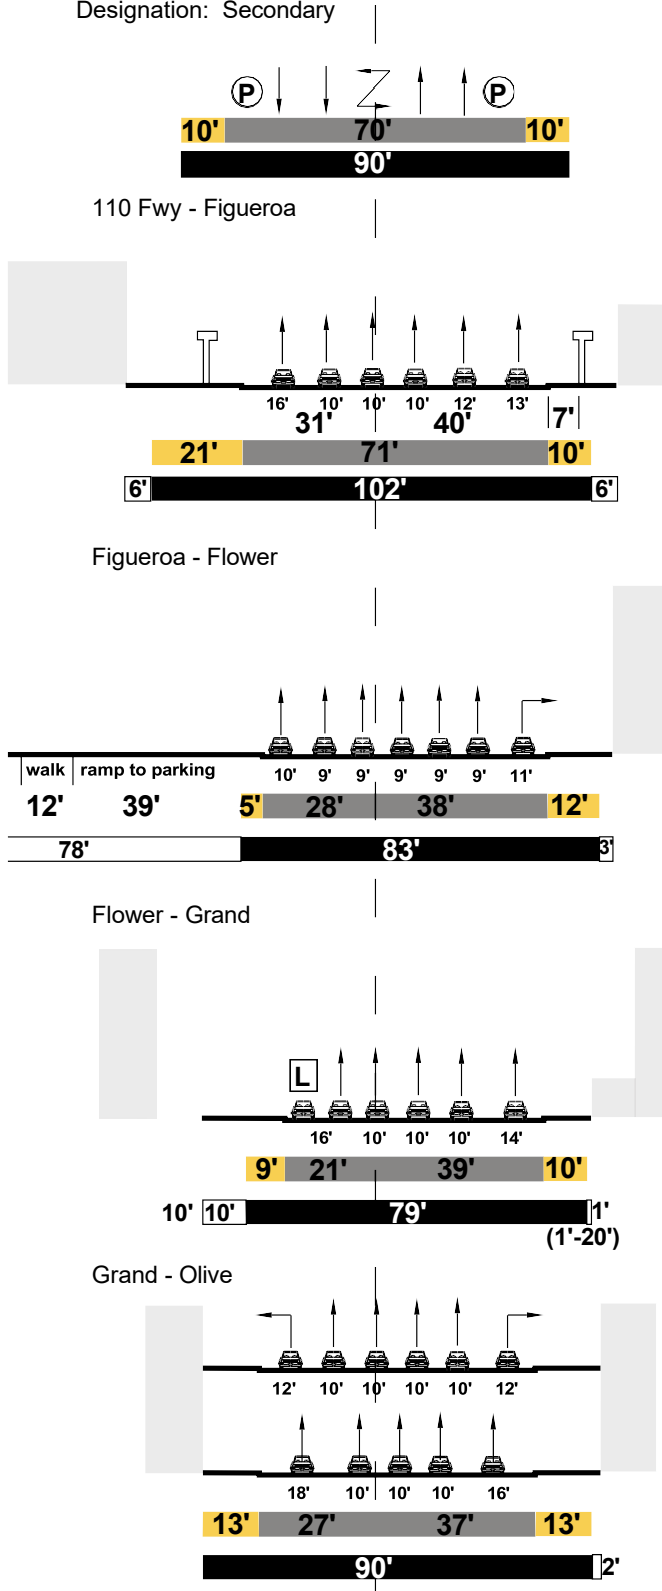 Designation: Secondary
P P
10' 70' 10'
90'
110 Fwy - Figueroa
16' 10' 10' 10' 12' 13'
31' 40' 7'
21' 71' 10'
6' 102' 6'
Figueroa - Flower
walk ramp to parking 10' 9' 9' 9' 9' 9' 11'
12' 39' 5' 28' 38' 12'
78' 83' 3'
Flower - Grand
L
16' 10' 10' 10' 14'
9' 21' 39' 10'
10' 10' 79' 1'
(1'-20')
Grand - Olive
12' 10' 10' 10' 10' 12'
18' 10' 10' 10' 16'
13' 27' 37' 13'
90' 2'